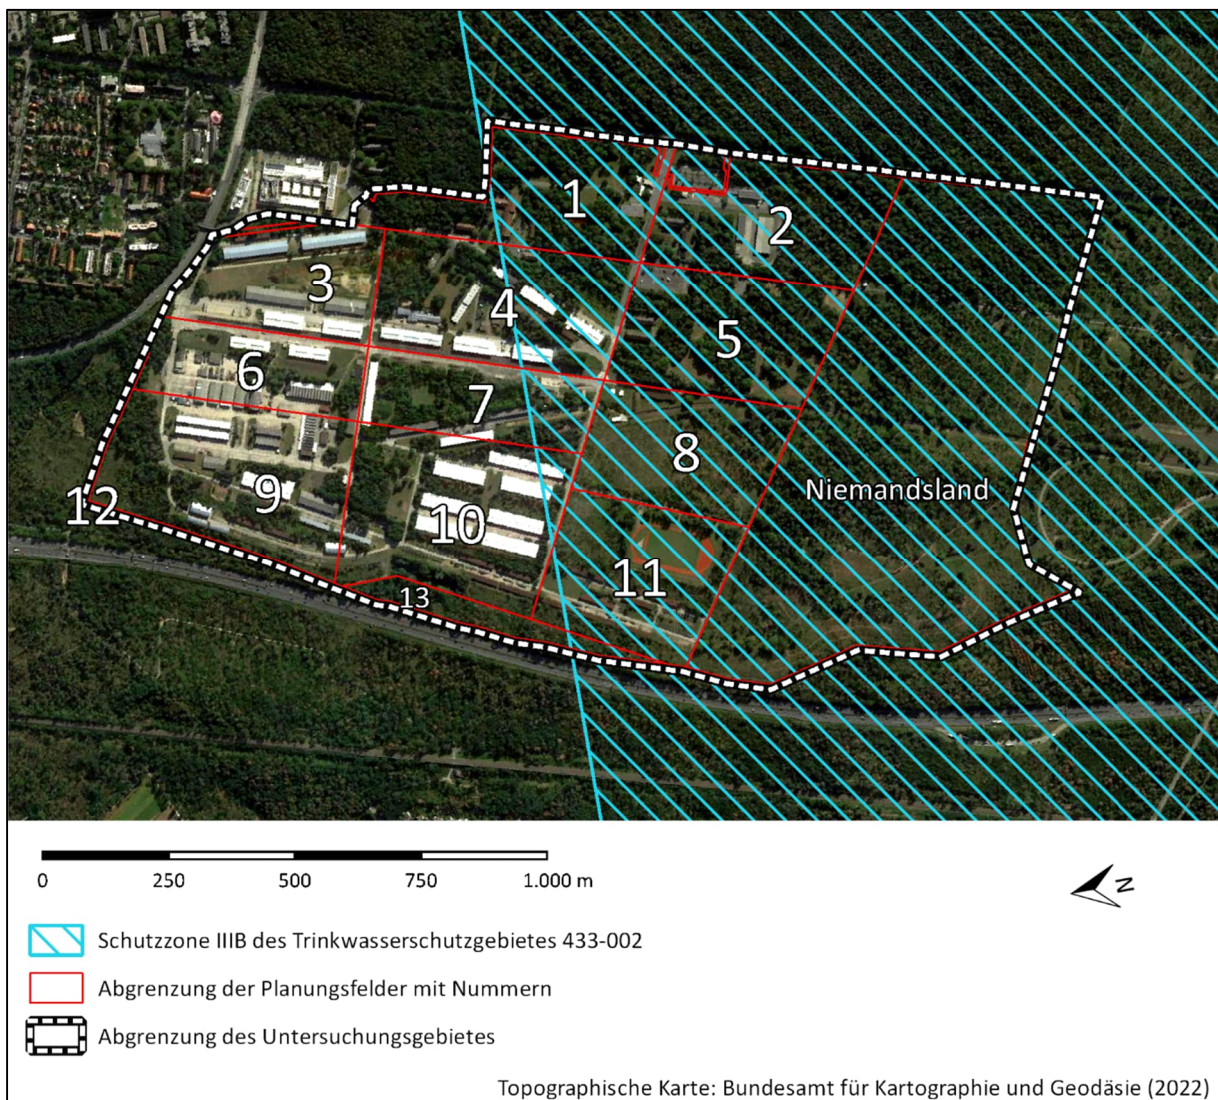 1
2
3
4
5
6
7
8
Niemandsland
9
12
10
11
13
0 250 500 750 1.000 m
N
Schutzzone IIIB des Trinkwasserschutzgebietes 433-002
Abgrenzung der Planungsfelder mit Nummern
Abgrenzung des Untersuchungsgebietes
Topographische Karte: Bundesamt für Kartographie und Geodäsie (2022)